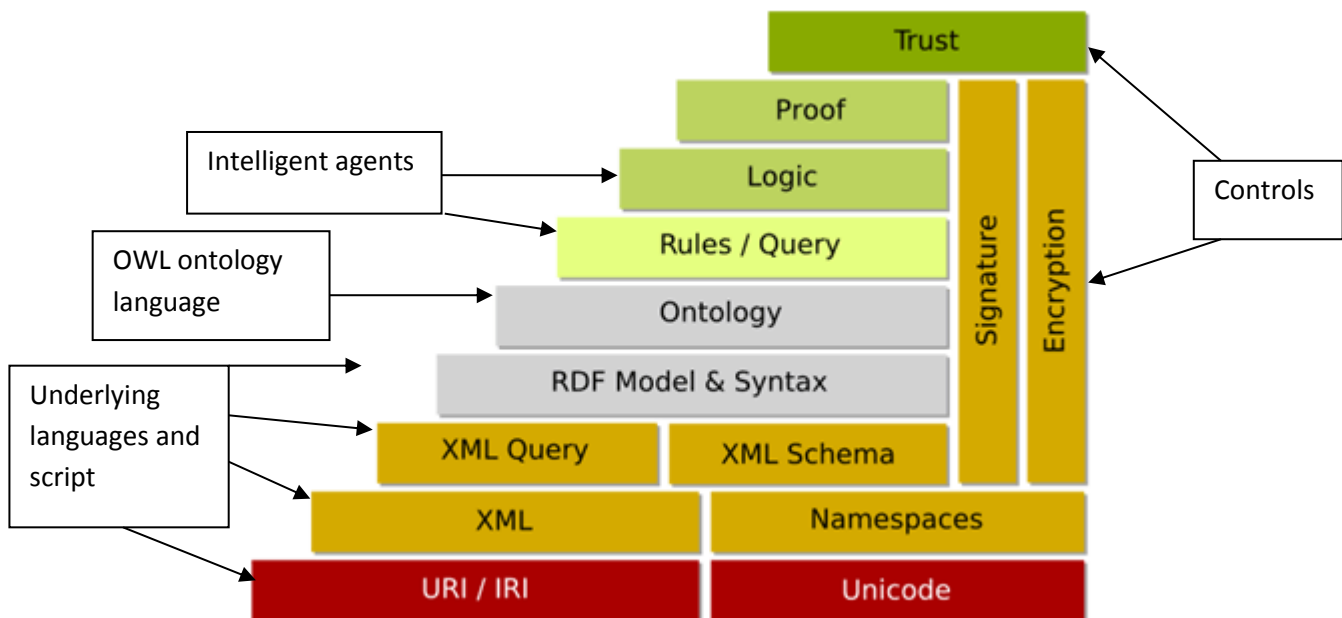 Trust
Proof
Intelligent agents
Logic
Controls
Rules / Query
OWL ontology
language
Ontology
Signature
Encryption
RDF Model & Syntax
Underlying
languages and
script
XML Query
XML Schema
XML
Namespaces
URI / IRI
Unicode